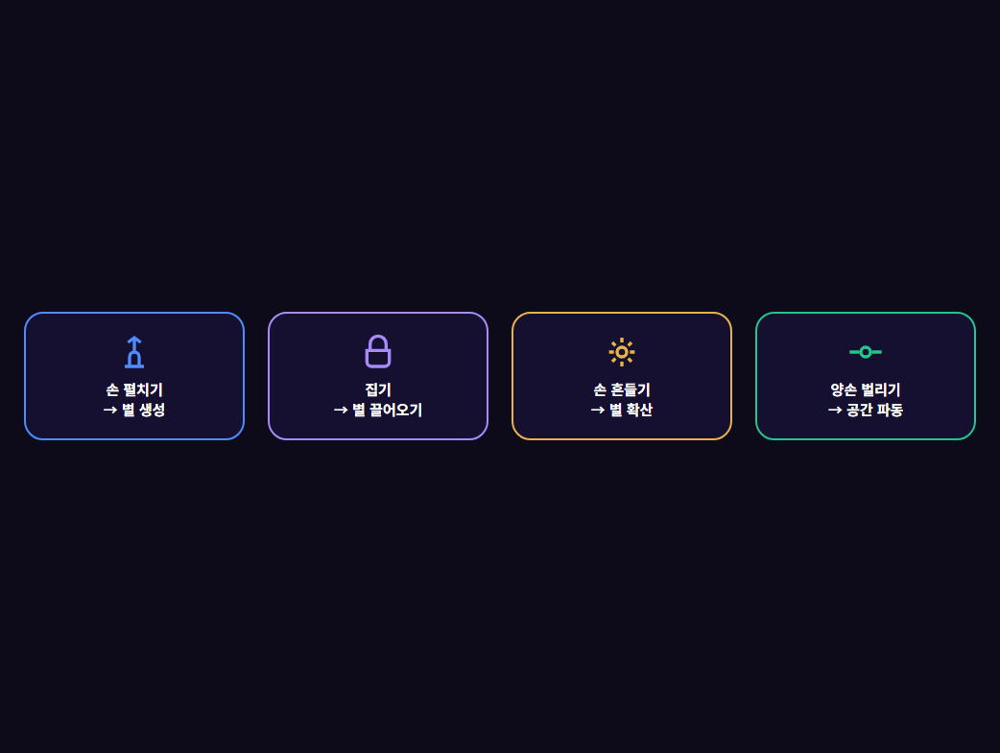 손 펼치기
→ 별 생성
집기
→ 별 끌어오기
손 흔들기
→ 별 확산
양손 벌리기
→ 공간 파동